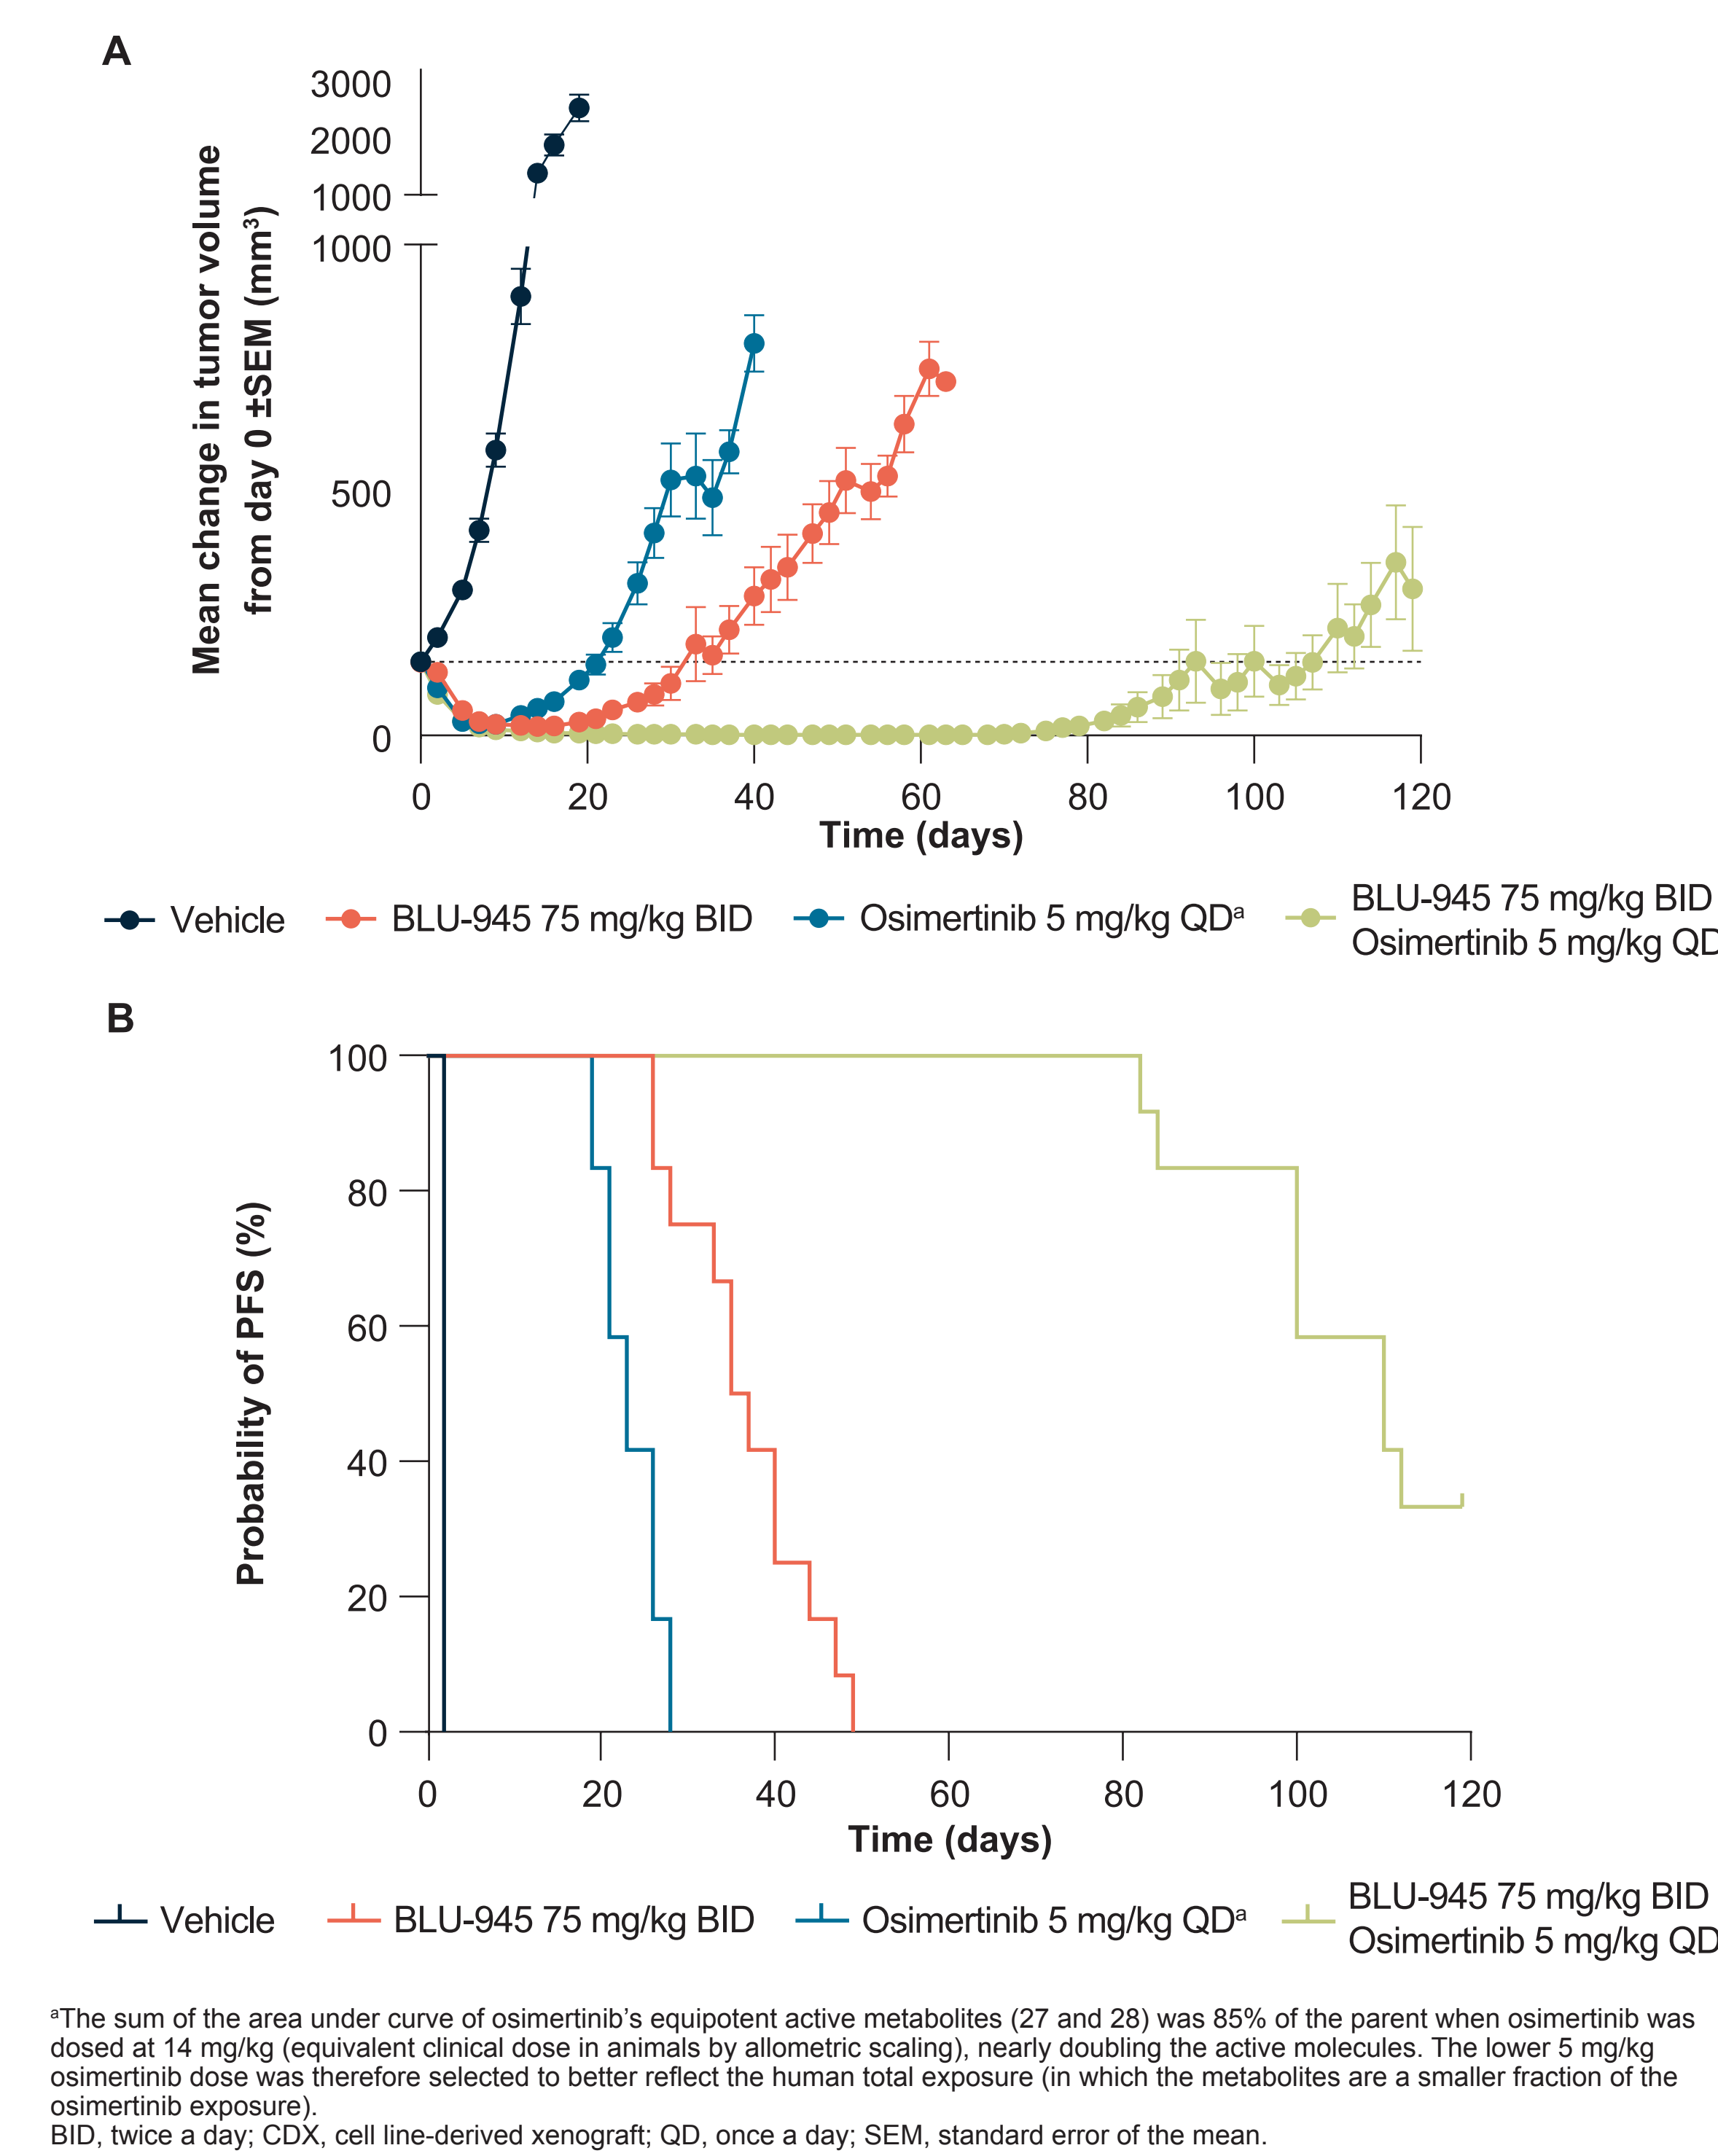 A
3000
2000
1000
1000
500
0
Mean change in tumor volume
from day 0 ±SEM (mm³)
0 20 40 60 80 100 120
Time (days)
Vehicle BLU-945 75 mg/kg BID Osimertinib 5 mg/kg QDᵃ BLU-945 75 mg/kg BID
Osimertinib 5 mg/kg QD
B
100
80
60
40
20
0
Probability of PFS (%)
0 20 40 60 80 100 120
Time (days)
Vehicle BLU-945 75 mg/kg BID Osimertinib 5 mg/kg QDᵃ BLU-945 75 mg/kg BID
Osimertinib 5 mg/kg QD
ᵃThe sum of the area under curve of osimertinib’s equipotent active metabolites (27 and 28) was 85% of the parent when osimertinib was
dosed at 14 mg/kg (equivalent clinical dose in animals by allometric scaling), nearly doubling the active molecules. The lower 5 mg/kg
osimertinib dose was therefore selected to better reflect the human total exposure (in which the metabolites are a smaller fraction of the
osimertinib exposure).
BID, twice a day; CDX, cell line-derived xenograft; QD, once a day; SEM, standard error of the mean.